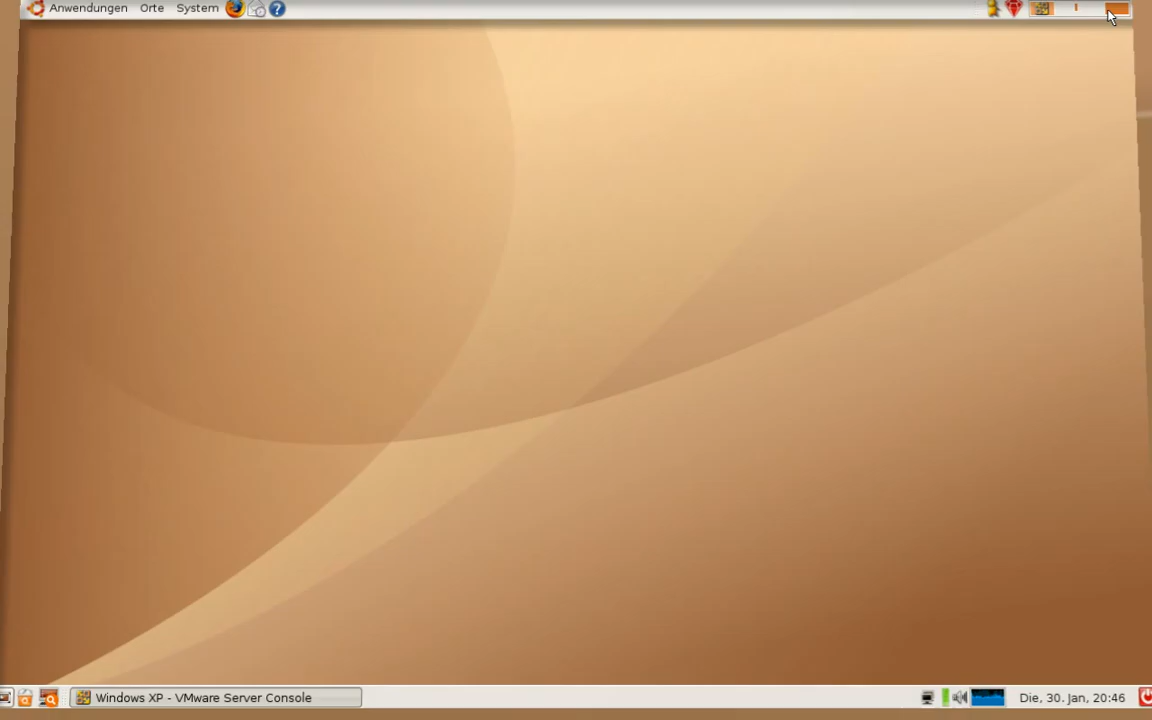 Anwendungen Orte System
Windows XP - VMware Server Console
Die, 30. Jan, 20:46